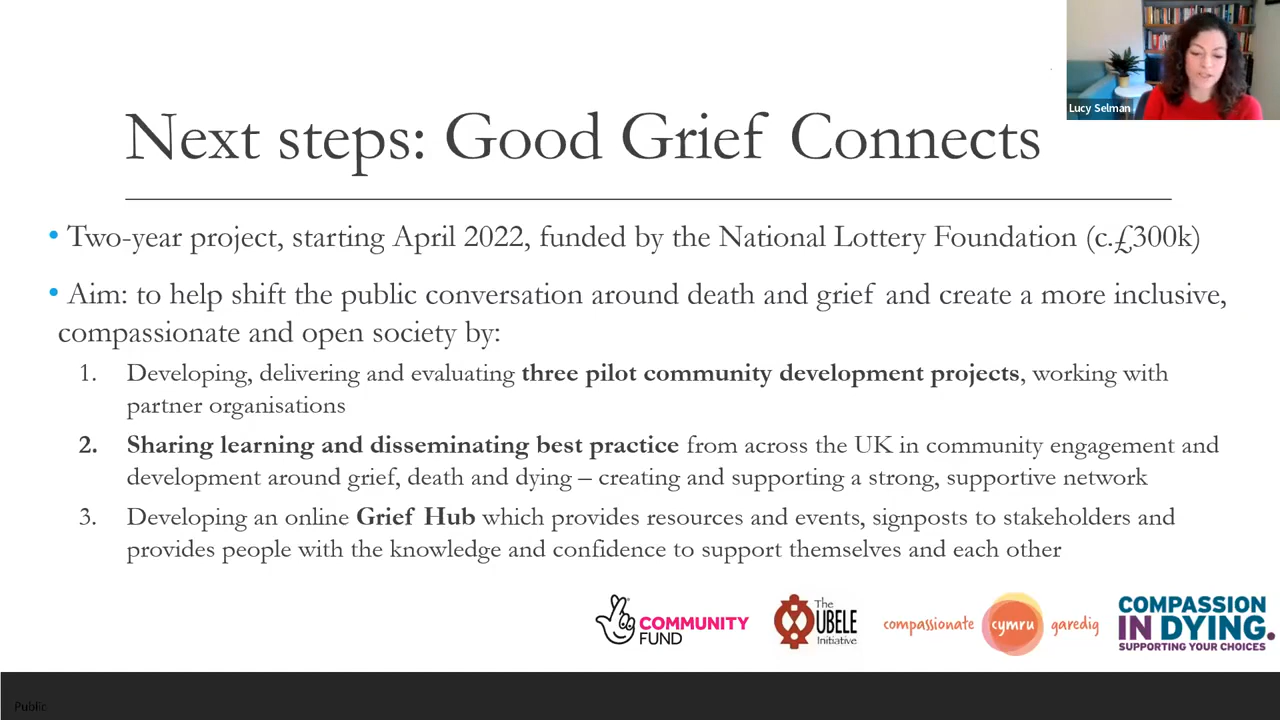 Lucy Selman
Next steps: Good Grief Connects
• Two-year project, starting April 2022, funded by the National Lottery Foundation (c.£300k)
• Aim: to help shift the public conversation around death and grief and create a more inclusive,
compassionate and open society by:
1. Developing, delivering and evaluating three pilot community development projects, working with
partner organisations
2. Sharing learning and disseminating best practice from across the UK in community engagement and
development around grief, death and dying – creating and supporting a strong, supportive network
3. Developing an online Grief Hub which provides resources and events, signposts to stakeholders and
provides people with the knowledge and confidence to support themselves and each other
COMMUNITY
FUND
The
UBELE
Initiative
compassionate cymru garedig
COMPASSION
IN DYING.
SUPPORTING YOUR CHOICES
Public